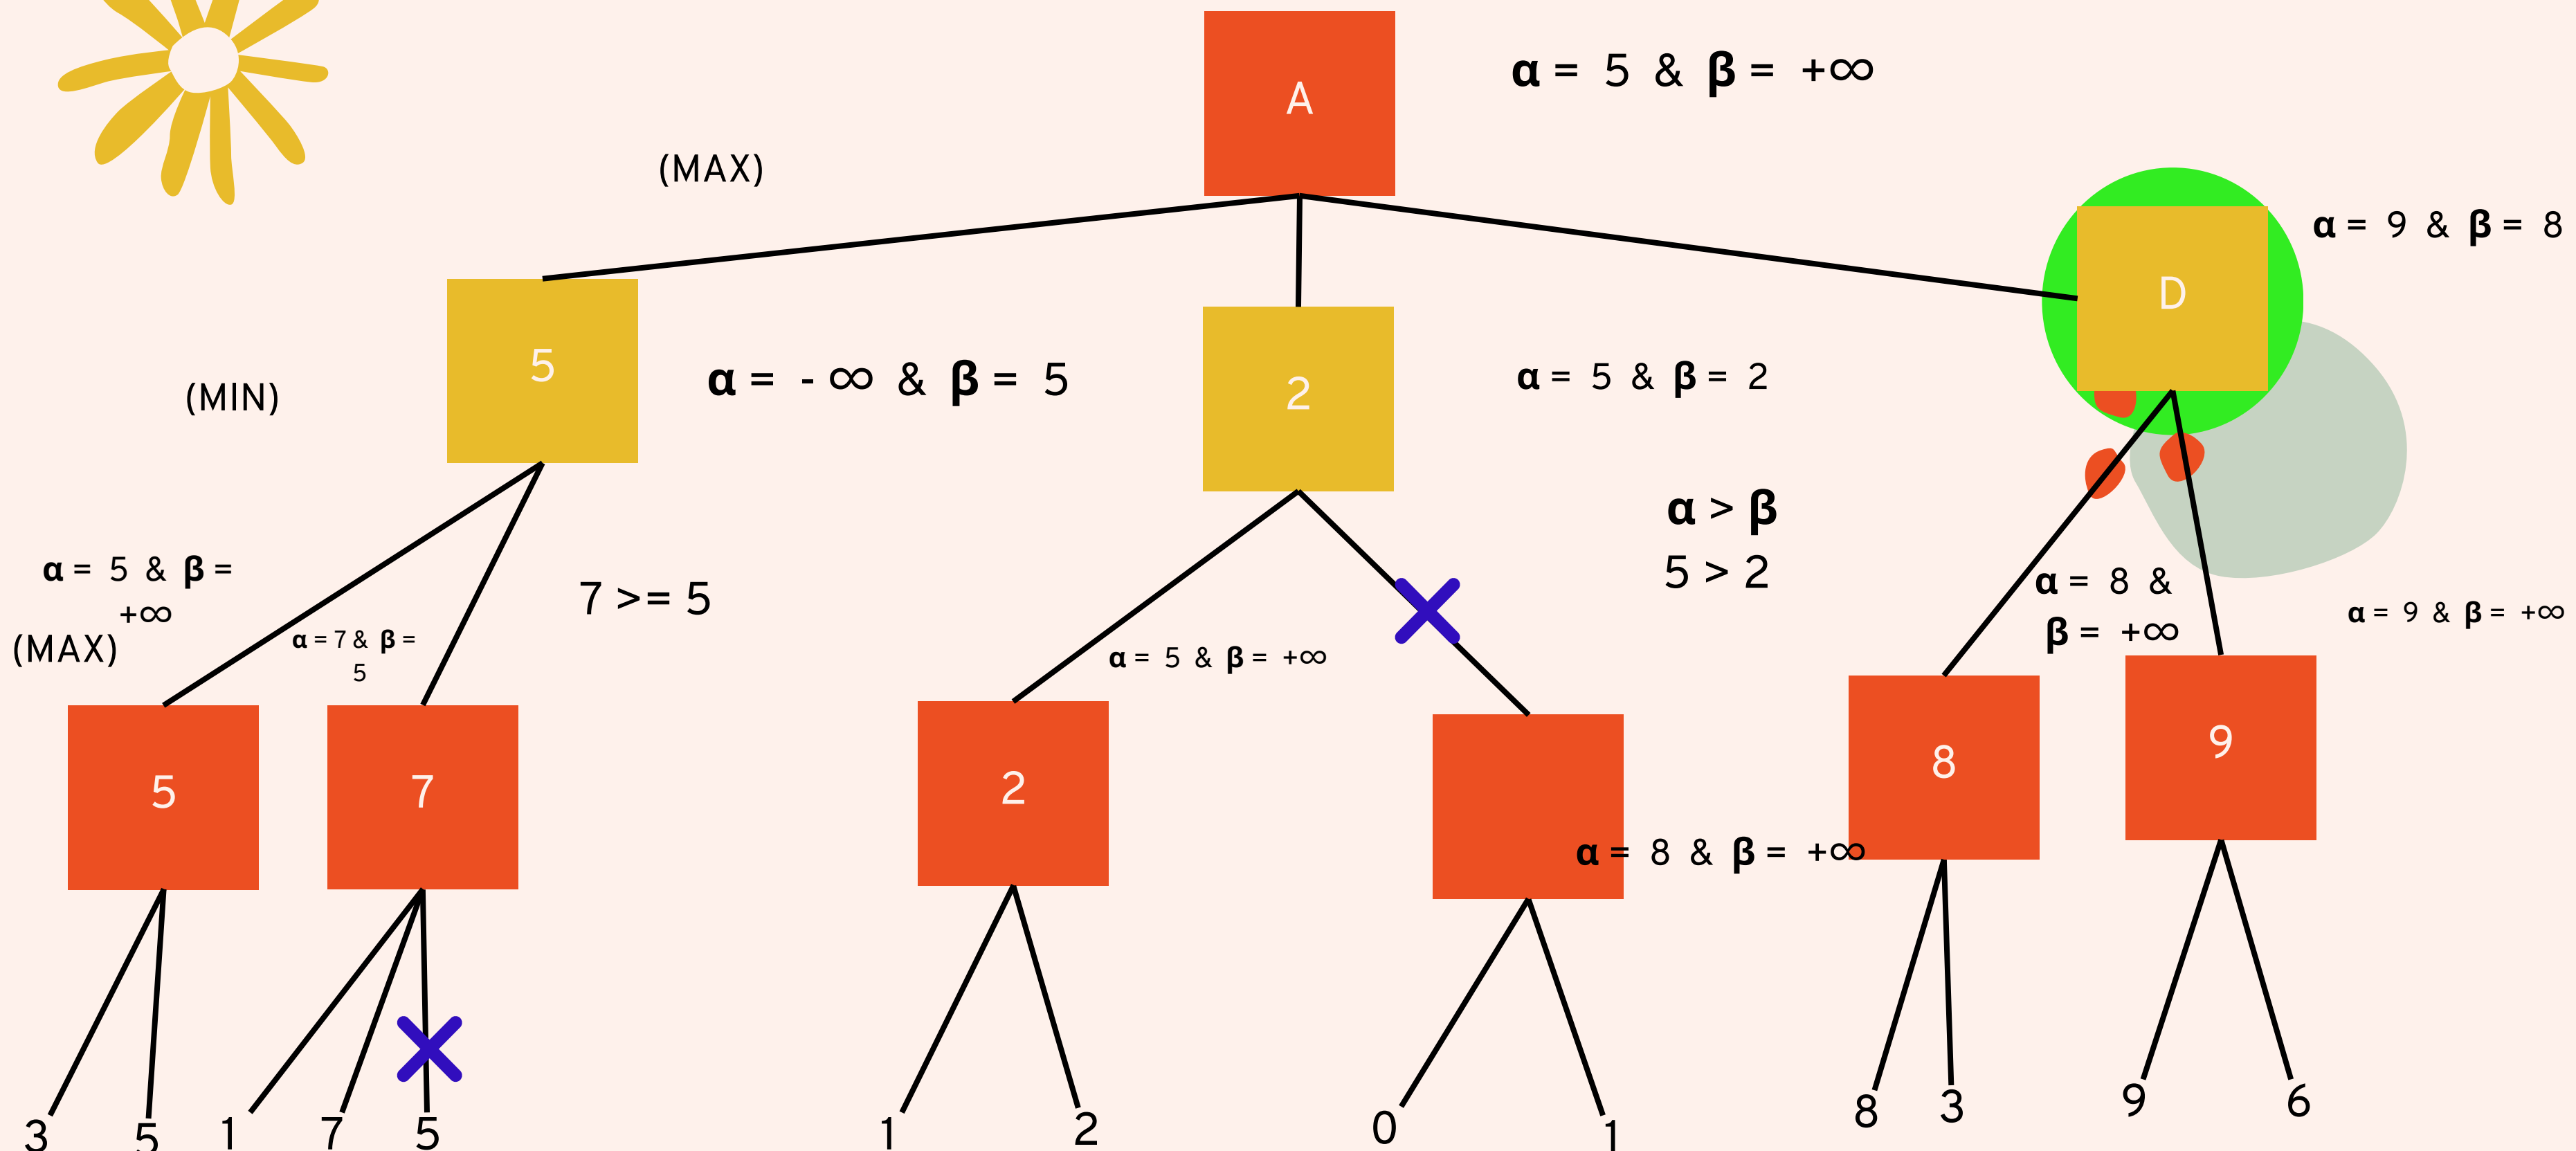 A
α = 5 & β = +∞
(MAX)
α = 9 & β = 8
D
5
(MIN)
α = - ∞ & β = 5
2
α = 5 & β = 2
α > β
5 > 2
α = 5 & β =
+∞
(MAX)
α = 7 & β =
5
7 >= 5
α = 5 & β = +∞
α = 8 &
β = +∞
α = 9 & β = +∞
5
7
2
8
9
α = 8 & β = +∞
3
5
1
7
5
1
2
0
1
8
3
9
6